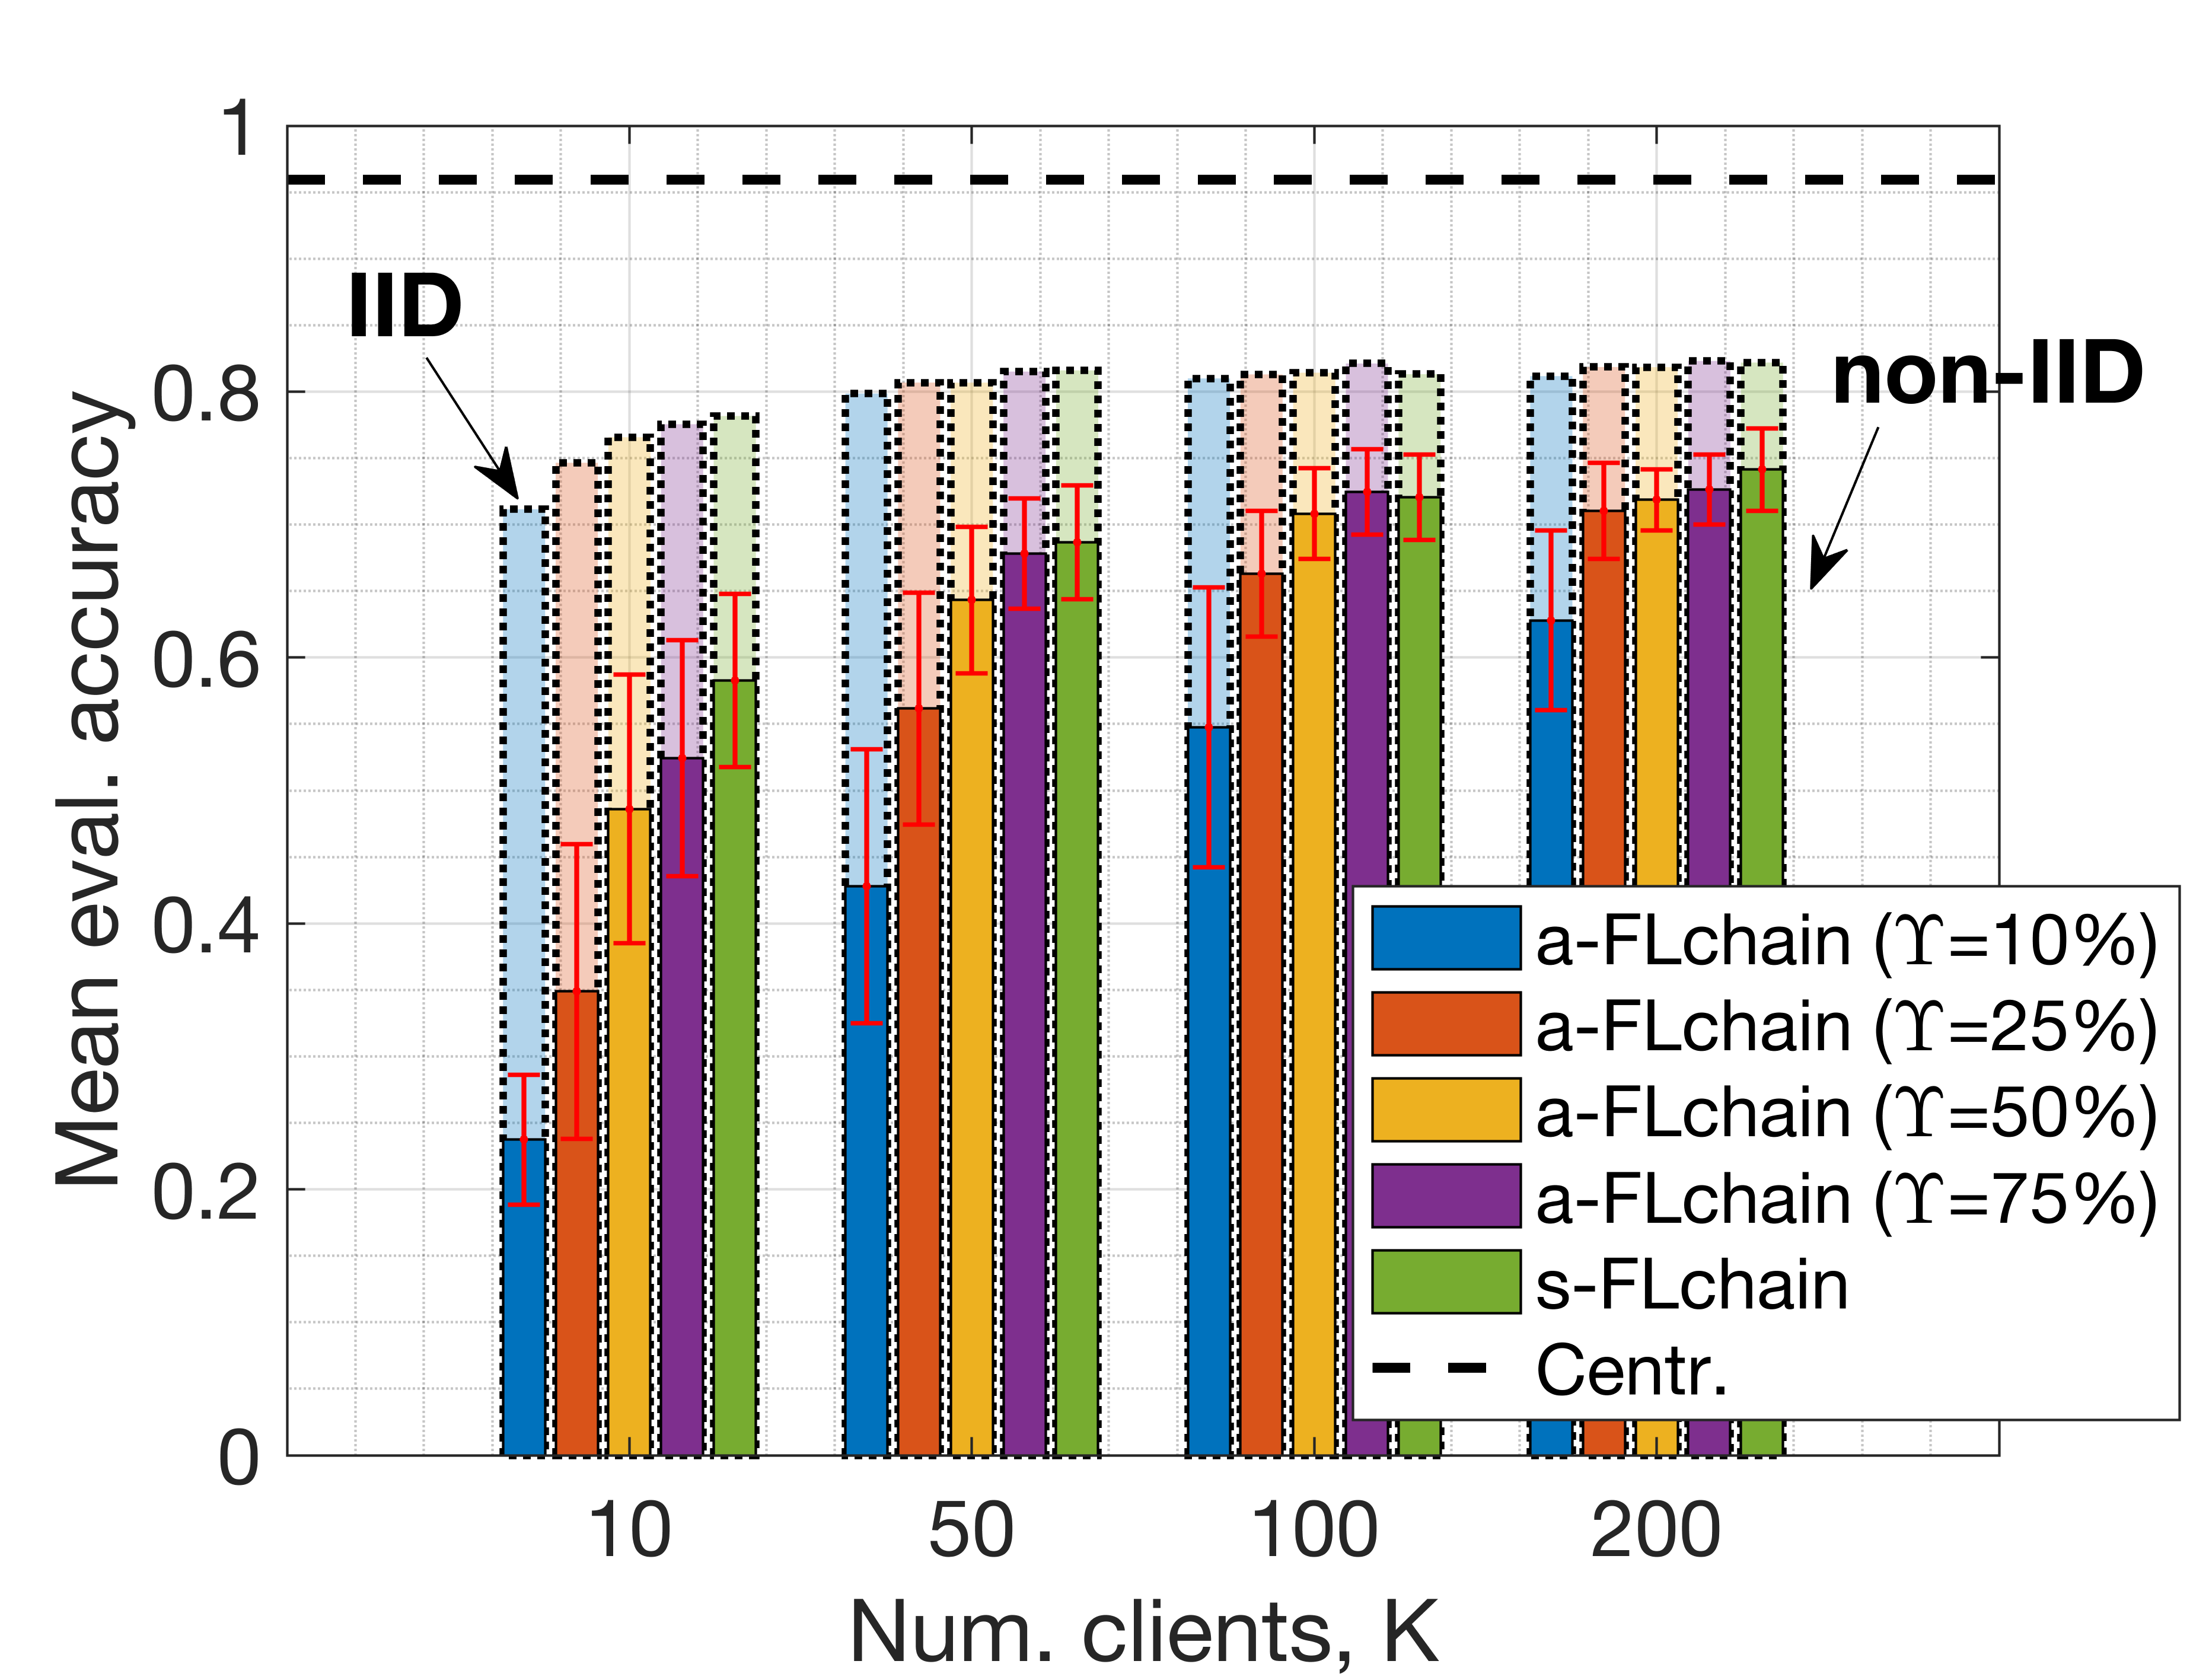 1
0.8
0.6
0.4
0.2
0
Mean eval. accuracy
IID
non-IID
a-FLchain (ϒ=10%)
a-FLchain (ϒ=25%)
a-FLchain (ϒ=50%)
a-FLchain (ϒ=75%)
s-FLchain
Centr.
10 50 100 200
Num. clients, K